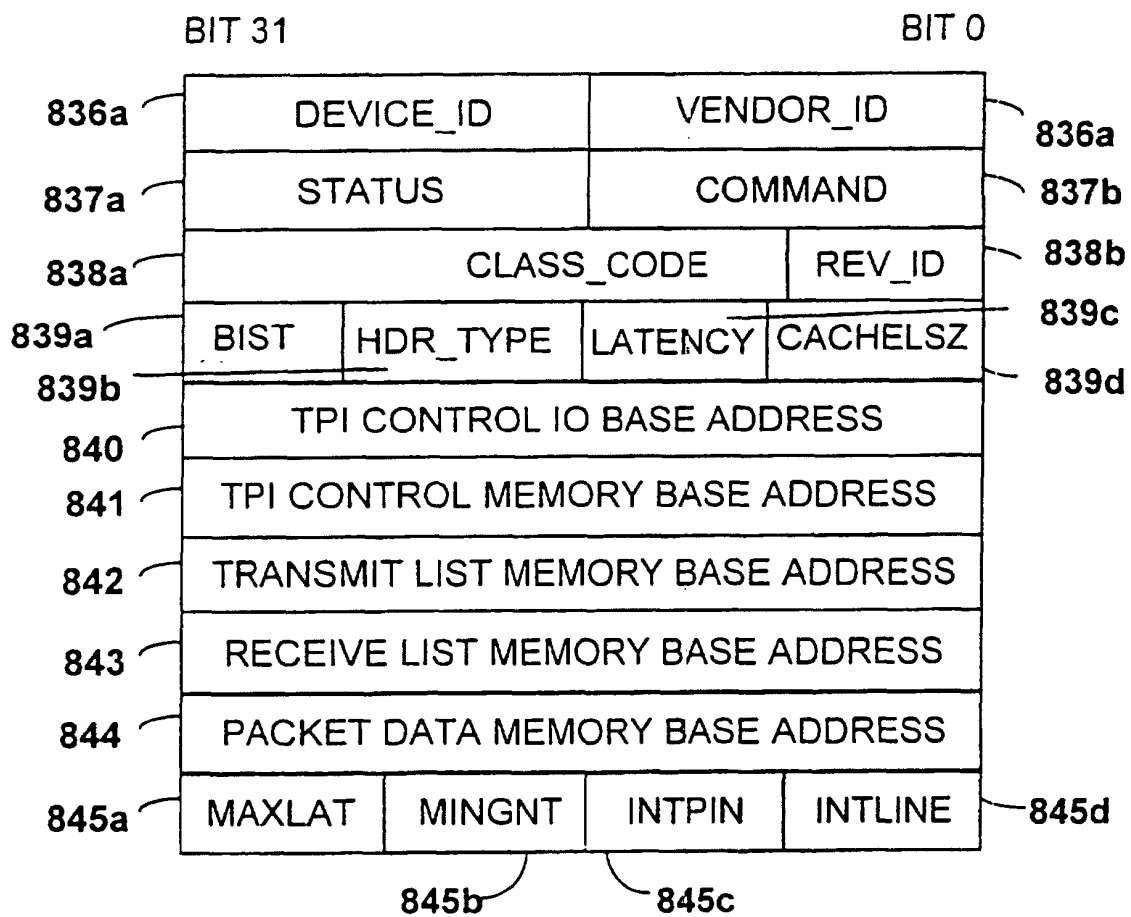 BIT 31 BIT 0
836a DEVICE_ID VENDOR_ID 836a
837a STATUS COMMAND 837b
838a CLASS_CODE REV_ID 838b
839a BIST HDR_TYPE LATENCY CACHELSZ 839c
839b 839d
840 TPI CONTROL IO BASE ADDRESS
841 TPI CONTROL MEMORY BASE ADDRESS
842 TRANSMIT LIST MEMORY BASE ADDRESS
843 RECEIVE LIST MEMORY BASE ADDRESS
844 PACKET DATA MEMORY BASE ADDRESS
845a MAXLAT MINGNT INTPIN INTLINE 845d
845b 845c